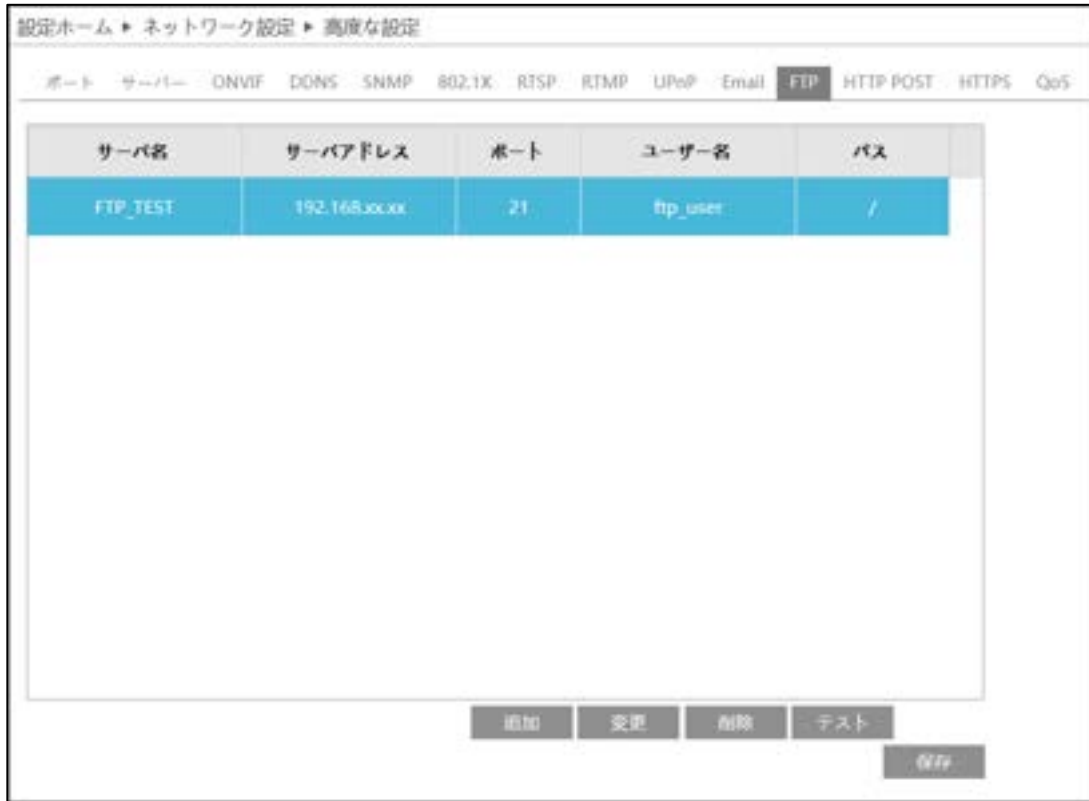 設定ホーム ▶ ネットワーク設定 ▶ 高度な設定
ポート サーバー ONVIF DDNS SNMP 802.1X RTSP RTMP UPnP Email FTP HTTP POST HTTPS QoS
サーバ名 サーバアドレス ポート ユーザー名 パス
FTP_TEST 192.168.xx.xx 21 ftp_user /
追加 変更 削除 テスト
保存